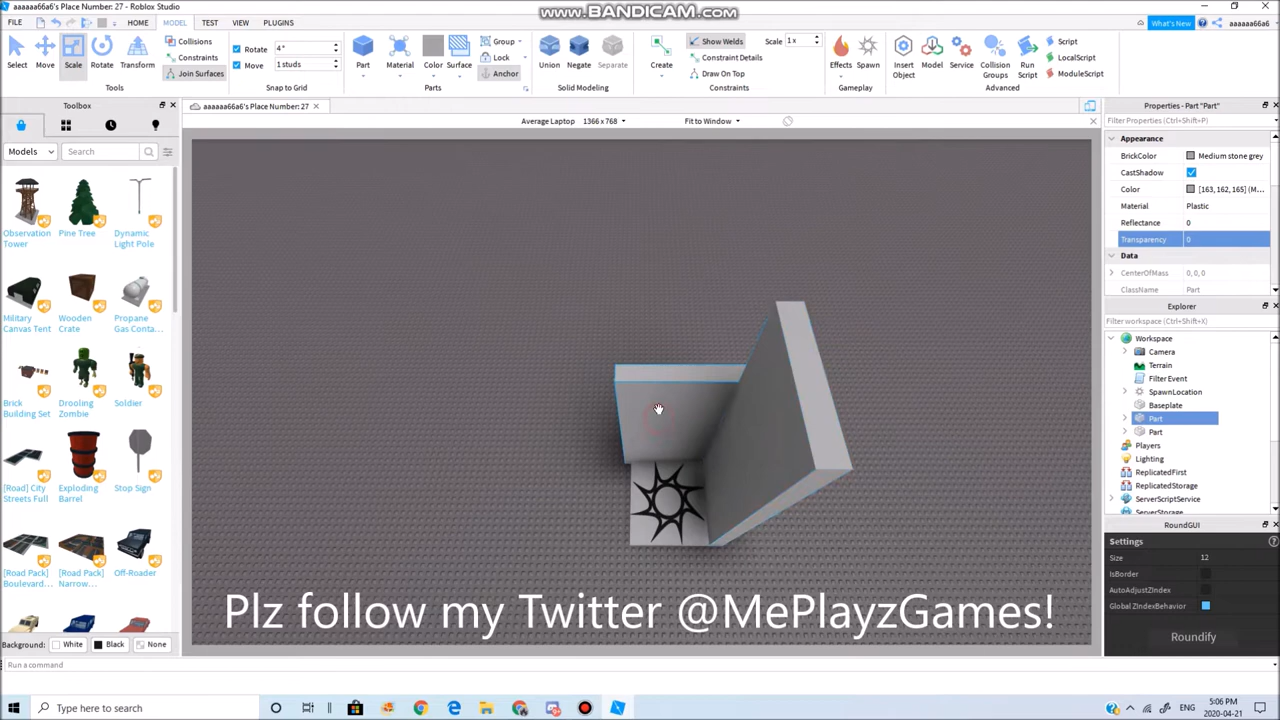 aaaaaa66a6's Place Number: 27 - Roblox Studio
www.BANDICAM.com
FILE HOME MODEL TEST VIEW PLUGINS
What's New aaaaaa66a6
Select Move Scale Rotate Transform
Tools
Collisions
Constraints
Join Surfaces
Rotate 4°
Move 1 studs
Snap to Grid
Part Material Color Surface
Group
Lock
Anchor
Parts
Union Negate Separate
Solid Modeling
Create
Show Welds
Constraint Details
Draw On Top
Scale 1 x
Constraints
Effects Spawn
Gameplay
Insert Object Model Service Collision Groups Run Script
Script
LocalScript
ModuleScript
Advanced
Toolbox
Models Search
Observation Tower
Pine Tree
Dynamic Light Pole
Military Canvas Tent
Wooden Crate
Propane Gas Conta...
Brick Building Set
Drooling Zombie
Soldier
[Road] City Streets Full
Exploding Barrel
Stop Sign
[Road Pack] Boulevard...
[Road Pack] Narrow...
Off-Roader
Background: White Black None
aaaaaa66a6's Place Number: 27
Average Laptop 1366 x 768 Fit to Window
Plz follow my Twitter @MePlayzGames!
Properties - Part "Part"
Filter Properties (Ctrl+Shift+P)
Appearance
BrickColor Medium stone grey
CastShadow
Color [163, 162, 165] (M...
Material Plastic
Reflectance 0
Transparency 0
Data
CenterOfMass 0, 0, 0
ClassName Part
Explorer
Filter workspace (Ctrl+Shift+X)
Workspace
Camera
Terrain
Filter Event
SpawnLocation
Baseplate
Part
Part
Players
Lighting
ReplicatedFirst
ReplicatedStorage
ServerScriptService
ServerStorage
RoundGUI
Settings
Size 12
IsBorder
AutoAdjustZIndex
Global ZIndexBehavior
Roundify
Run a command
Type here to search
ENG 5:06 PM
2020-04-21